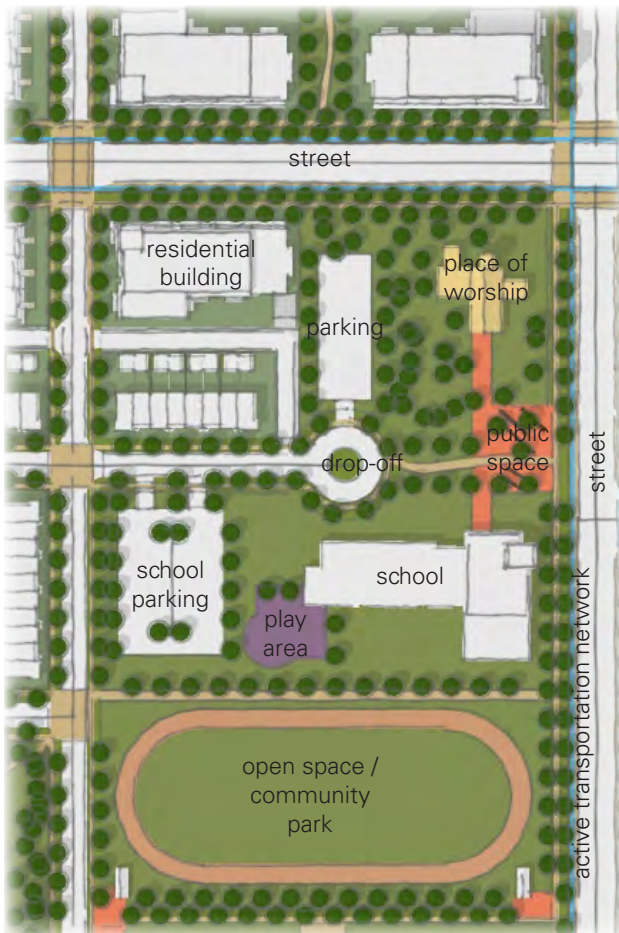 street
residential
building
place of
worship
parking
public
space
drop-off
street
school
parking
school
play
area
active transportation network
open space /
community
park